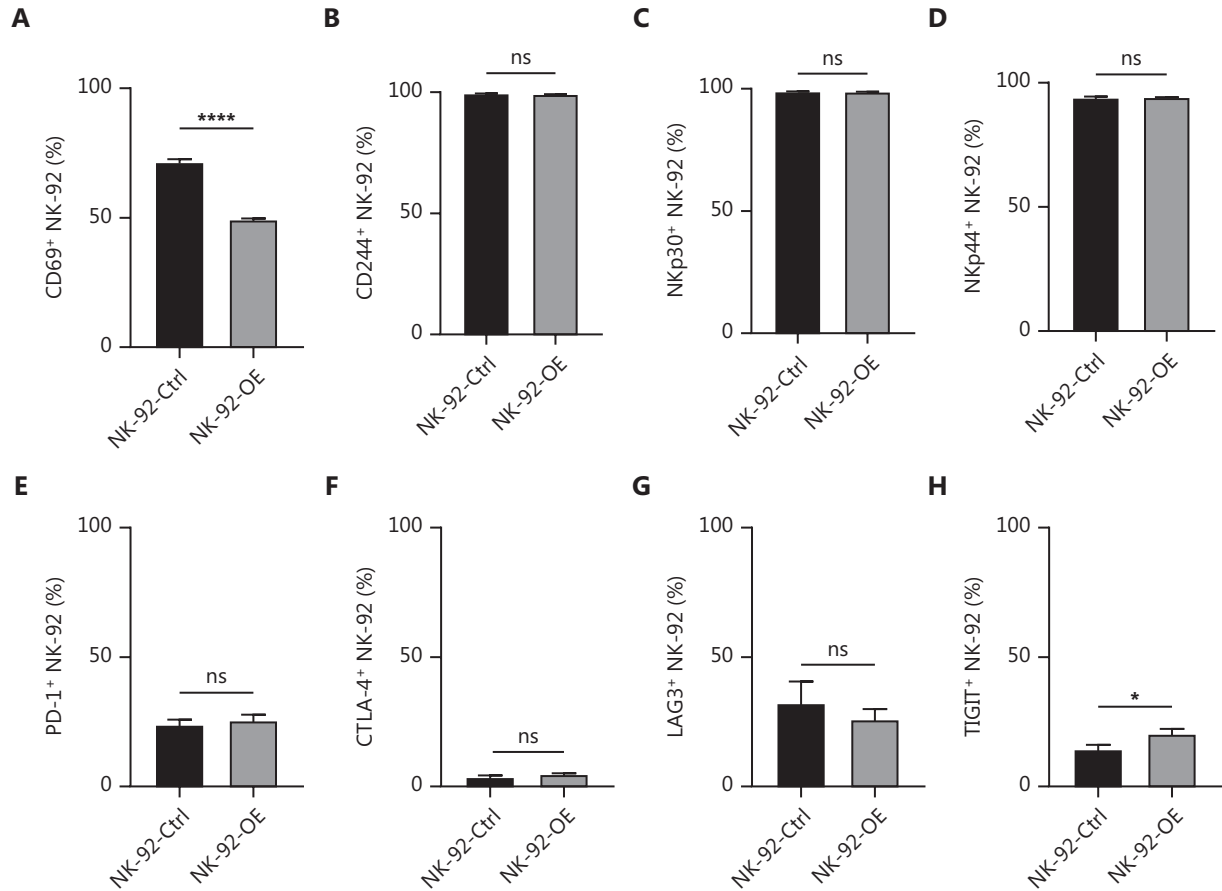 A
CD69⁺ NK-92 (%)
100
50
0
****
NK-92-Ctrl
NK-92-OE
B
CD244⁺ NK-92 (%)
100
50
0
ns
NK-92-Ctrl
NK-92-OE
C
NKp30⁺ NK-92 (%)
100
50
0
ns
NK-92-Ctrl
NK-92-OE
D
NKp44⁺ NK-92 (%)
100
50
0
ns
NK-92-Ctrl
NK-92-OE
E
PD-1⁺ NK-92 (%)
100
50
0
ns
NK-92-Ctrl
NK-92-OE
F
CTLA-4⁺ NK-92 (%)
100
50
0
ns
NK-92-Ctrl
NK-92-OE
G
LAG3⁺ NK-92 (%)
100
50
0
ns
NK-92-Ctrl
NK-92-OE
H
TIGIT⁺ NK-92 (%)
100
50
0
*
NK-92-Ctrl
NK-92-OE